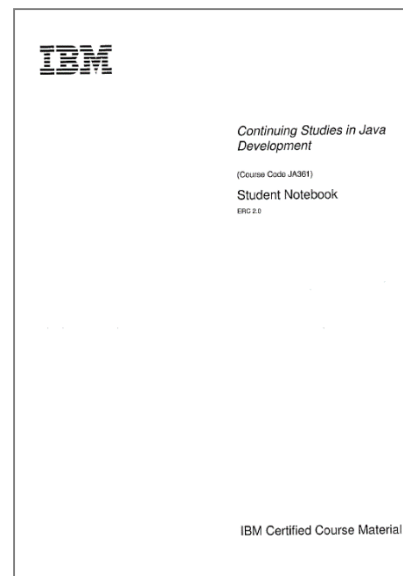 IBM
Continuing Studies in Java
Development
(Course Code JA361)
Student Notebook
ERC 2.0
IBM Certified Course Material